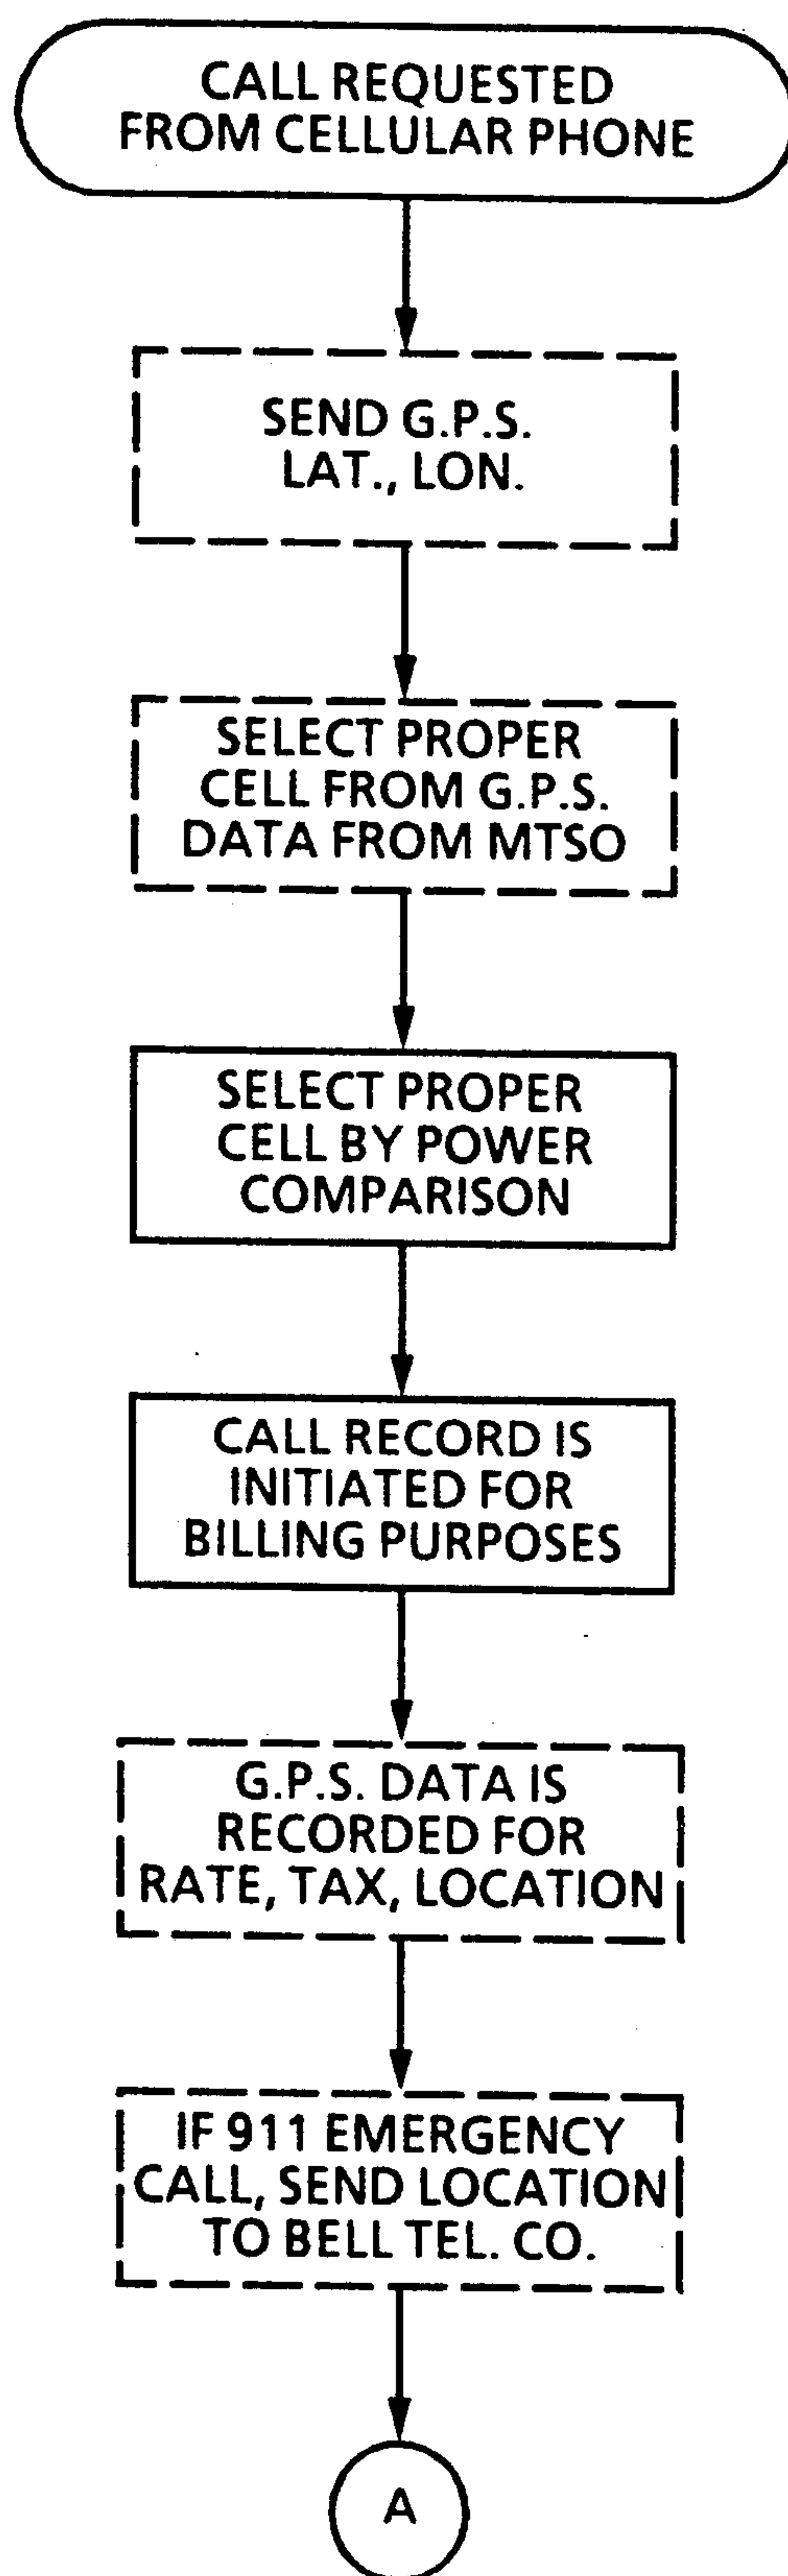 CALL REQUESTED
FROM CELLULAR PHONE
SEND G.P.S.
LAT., LON.
SELECT PROPER
CELL FROM G.P.S.
DATA FROM MTSO
SELECT PROPER
CELL BY POWER
COMPARISON
CALL RECORD IS
INITIATED FOR
BILLING PURPOSES
G.P.S. DATA IS
RECORDED FOR
RATE, TAX, LOCATION
IF 911 EMERGENCY
CALL, SEND LOCATION
TO BELL TEL. CO.
A